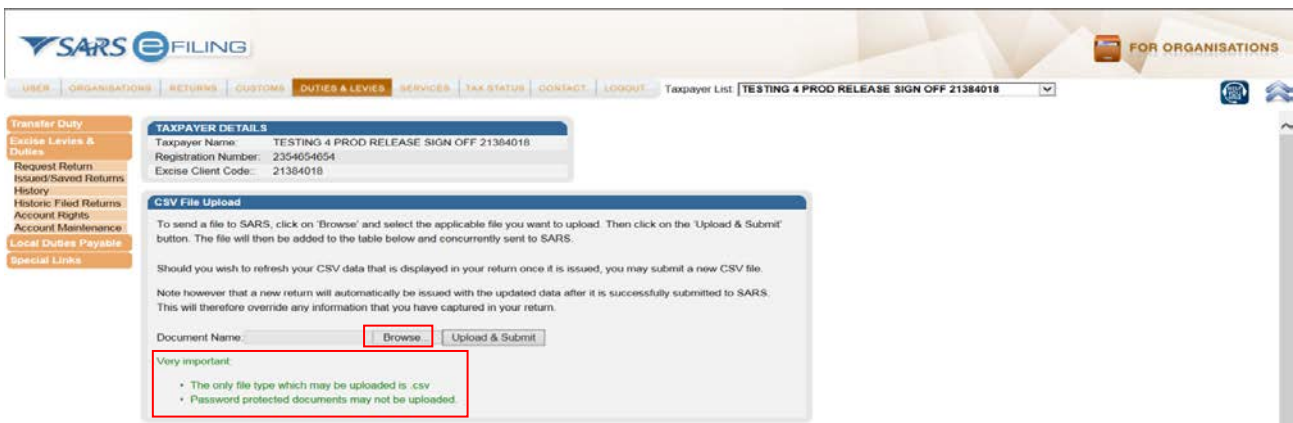 SARS eFILING
FOR ORGANISATIONS
USER ORGANISATIONS RETURNS CUSTOMS DUTIES & LEVIES SERVICES TAX STATUS CONTACT LOGOUT Taxpayer List: TESTING 4 PROD RELEASE SIGN OFF 21384018
Transfer Duty
Excise Levies &
Duties
Request Return
Issued/Saved Returns
History
Historic Filed Returns
Account Rights
Account Maintenance
Local Duties Payable
Special Links
TAXPAYER DETAILS
Taxpayer Name: TESTING 4 PROD RELEASE SIGN OFF 21384018
Registration Number: 2354654654
Excise Client Code:: 21384018
CSV File Upload
To send a file to SARS, click on 'Browse' and select the applicable file you want to upload. Then click on the 'Upload & Submit'
button. The file will then be added to the table below and concurrently sent to SARS.
Should you wish to refresh your CSV data that is displayed in your return once it is issued, you may submit a new CSV file.
Note however that a new return will automatically be issued with the updated data after it is successfully submitted to SARS.
This will therefore override any information that you have captured in your return.
Document Name: Browse... Upload & Submit
Very important:
• The only file type which may be uploaded is .csv
• Password protected documents may not be uploaded.